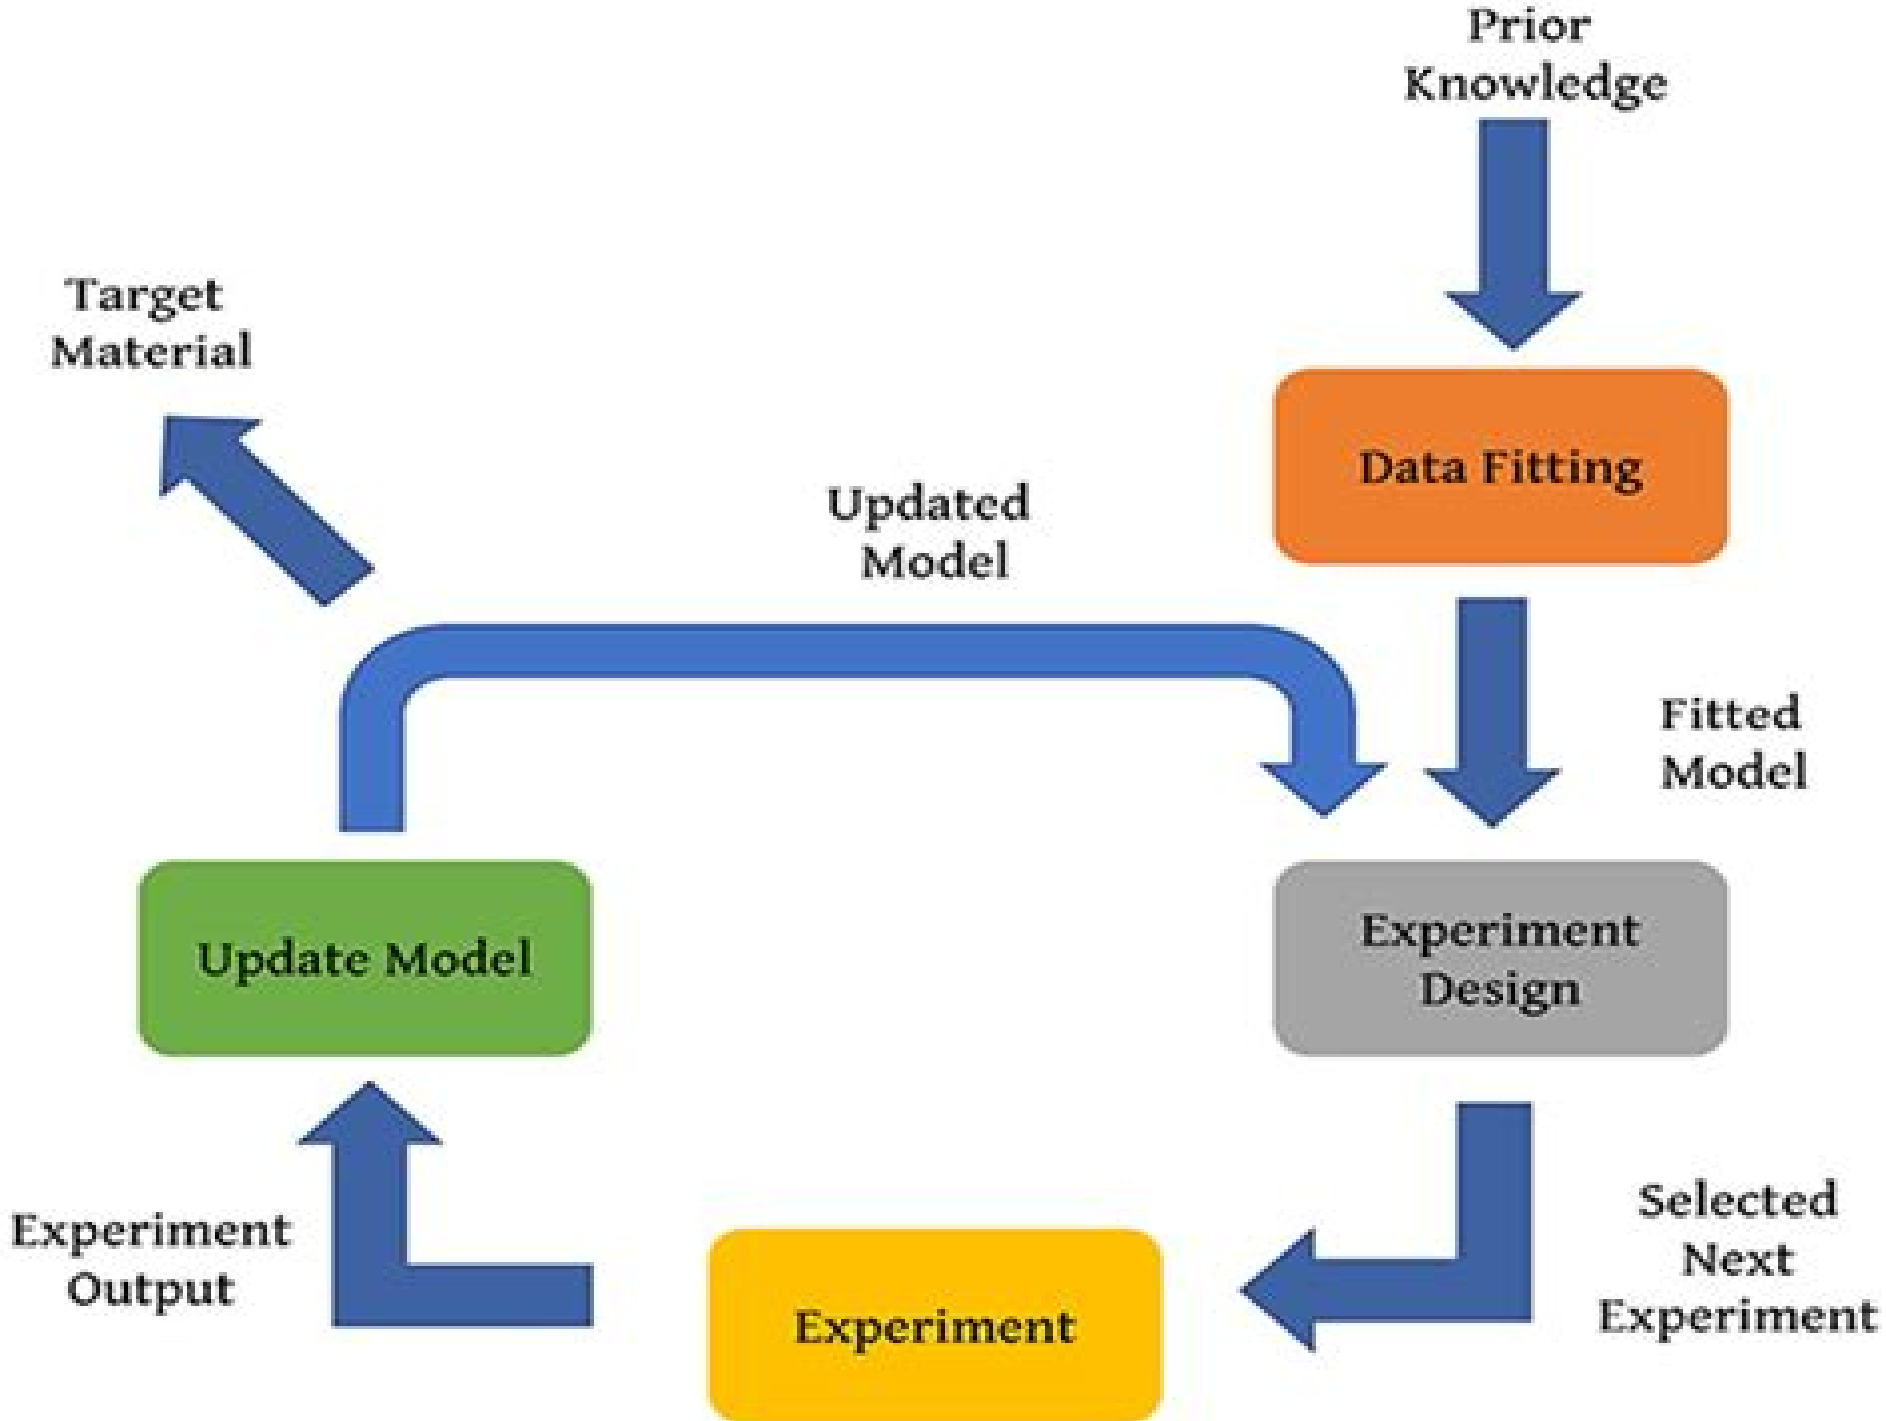 Prior
Knowledge
Target
Material
Data Fitting
Updated
Model
Fitted
Model
Update Model
Experiment
Design
Experiment
Output
Selected
Next
Experiment
Experiment